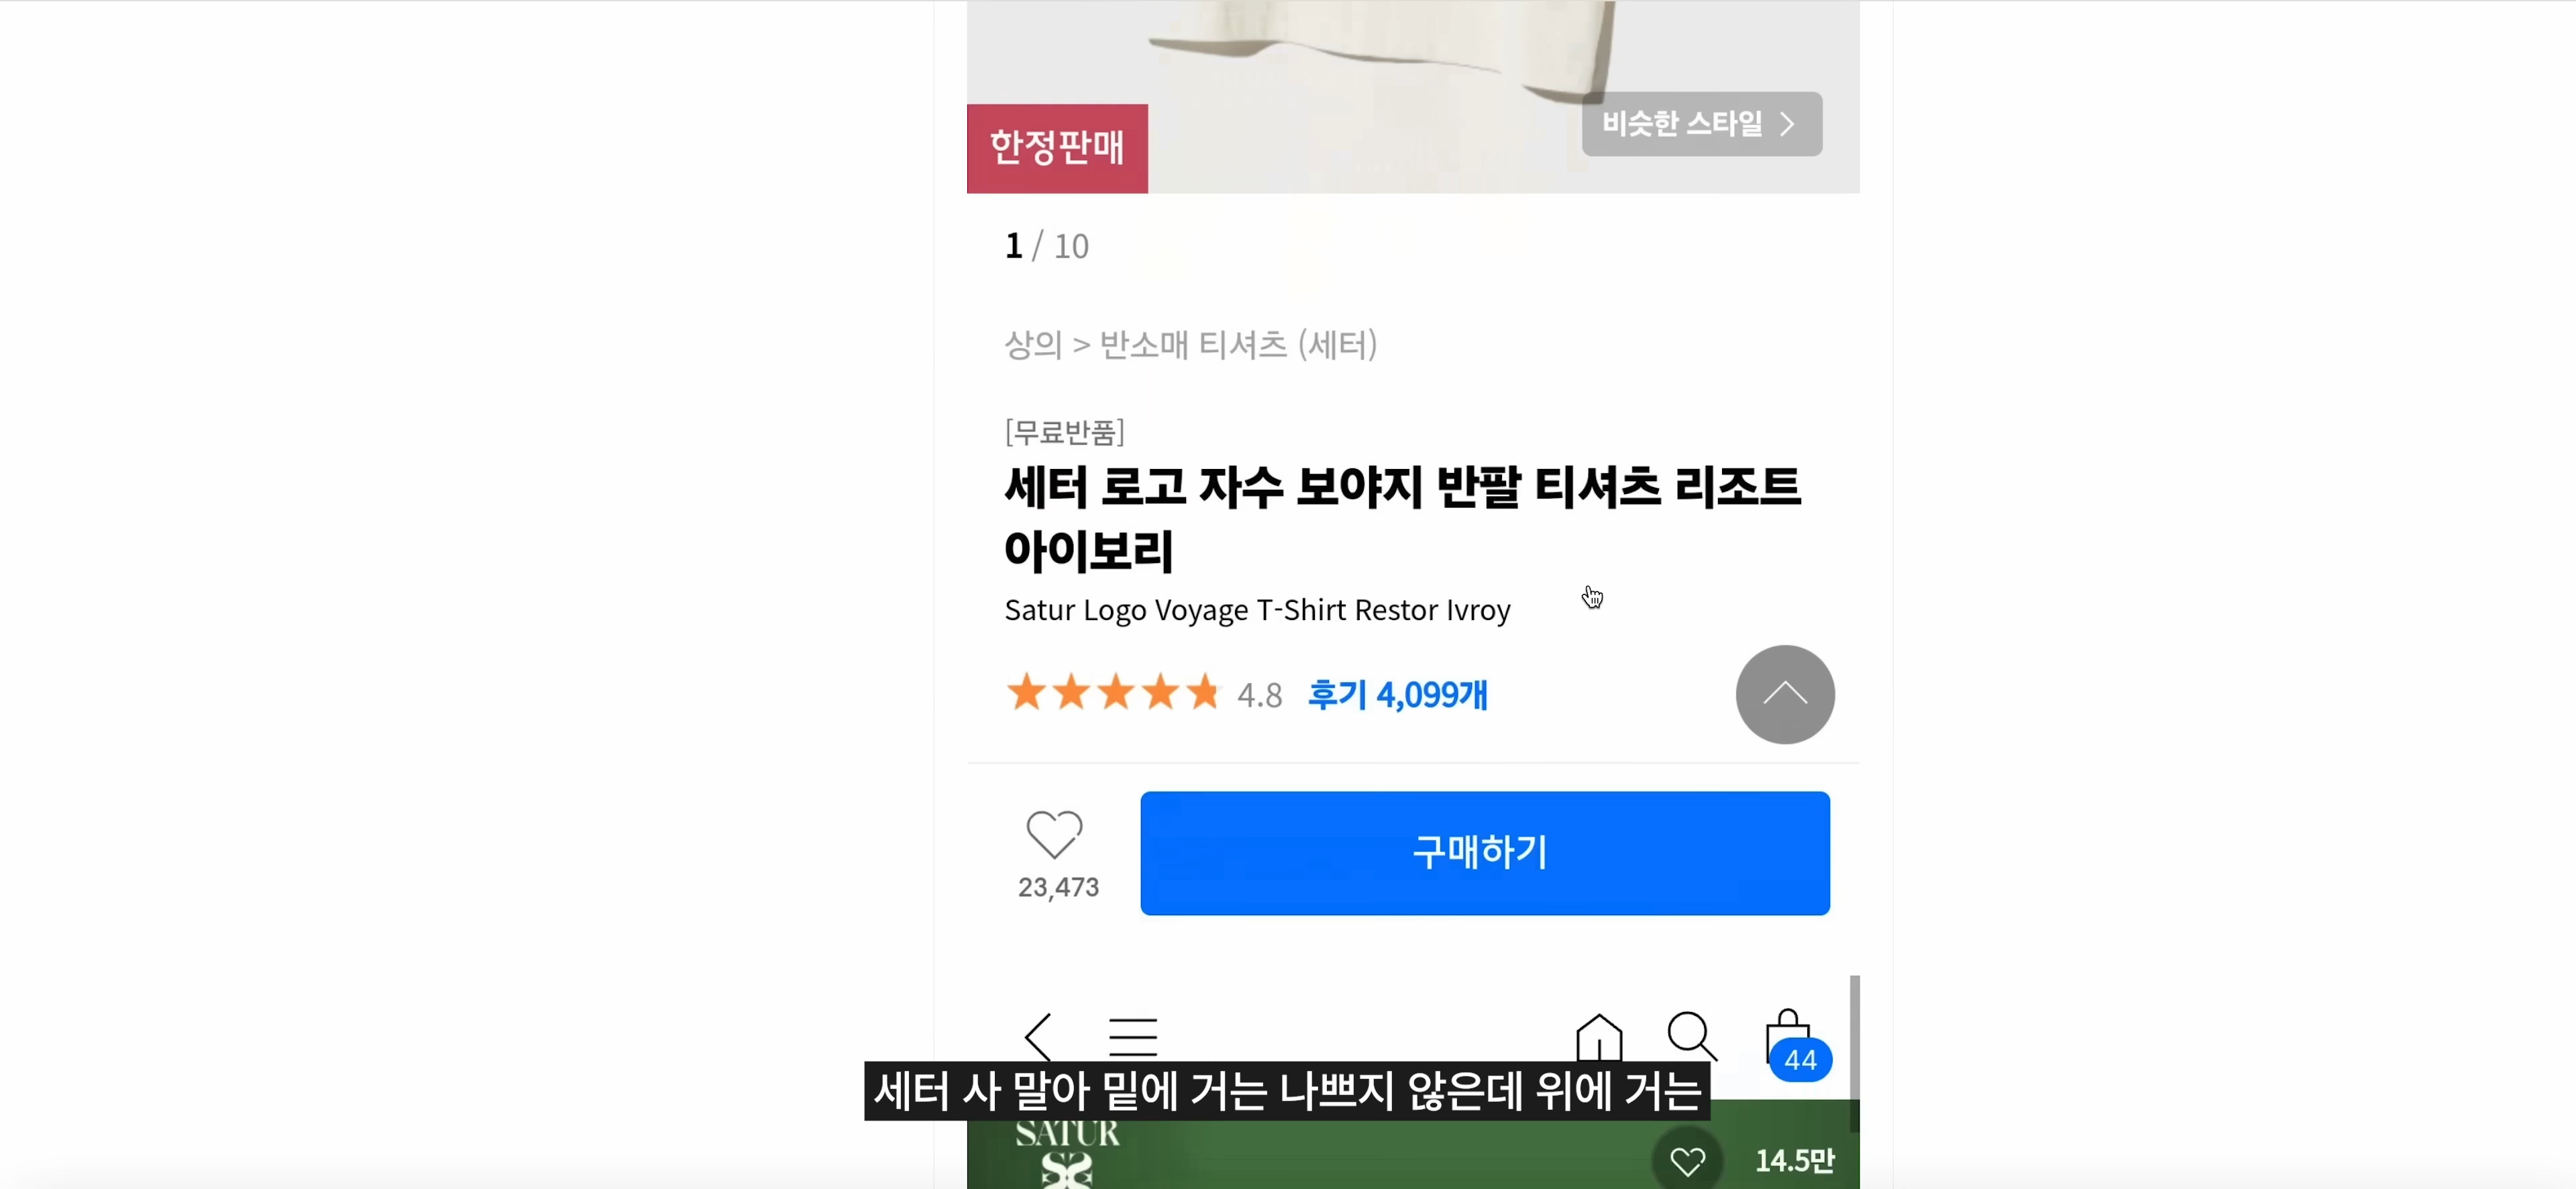 한정판매
비슷한 스타일
1 / 10
상의 > 반소매 티셔츠 (세터)
[무료반품]
세터 로고 자수 보야지 반팔 티셔츠 리조트
아이보리
Satur Logo Voyage T-Shirt Restor Ivroy
4.8 후기 4,099개
구매하기
23,473
44
세터 사 말아 밑에 거는 나쁘지 않은데 위에 거는
SATUR
14.5만